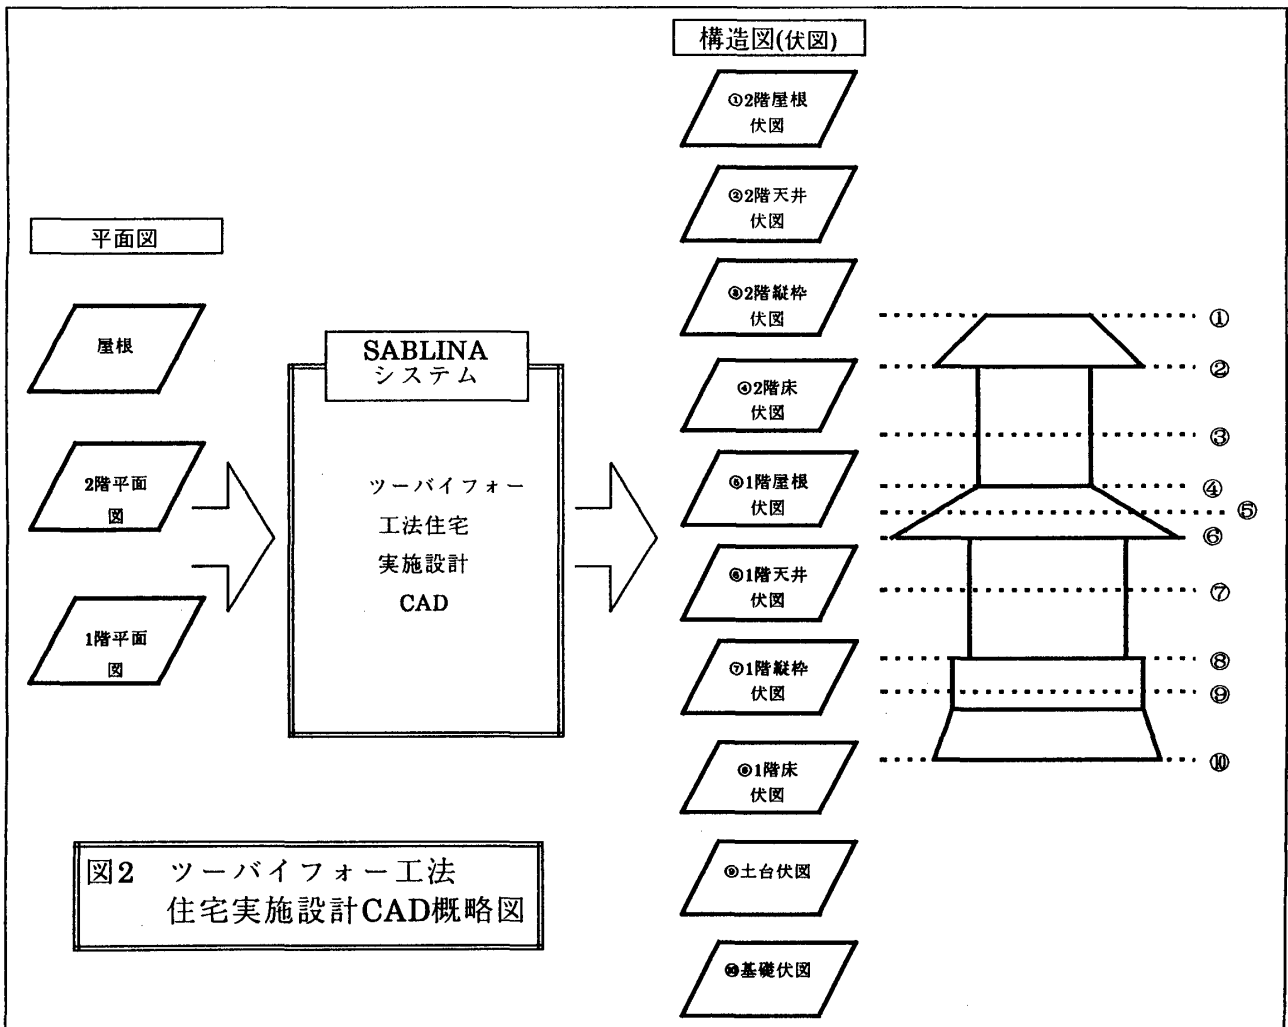 構造図(伏図)
①2階屋根
伏図
②2階天井
伏図
③2階縦枠
伏図
④2階床
伏図
⑤1階屋根
伏図
⑥1階天井
伏図
⑦1階縦枠
伏図
⑧1階床
伏図
⑨土台伏図
⑩基礎伏図
平面図
屋根
2階平面
図
1階平面
図
SABLINA
システム
ツーバイフォー
工法住宅
実施設計
CAD
①
②
③
④
⑤
⑥
⑦
⑧
⑨
⑩
図2 ツーバイフォー工法
住宅実施設計CAD概略図